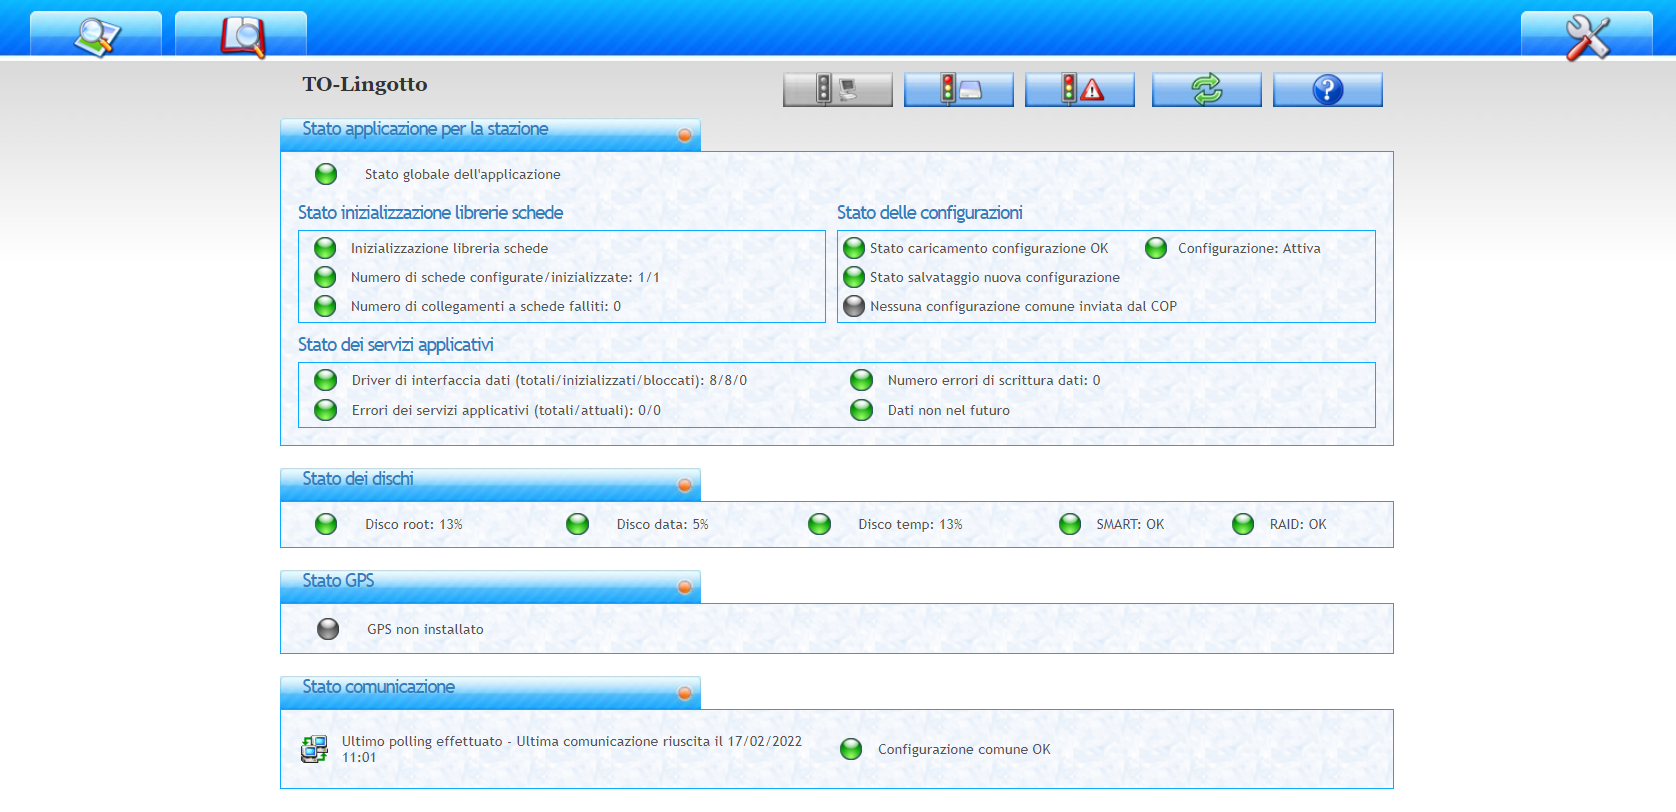 TO-Lingotto
Stato applicazione per la stazione
Stato globale dell'applicazione
Stato inizializzazione librerie schede
Inizializzazione libreria schede
Numero di schede configurate/inizializzate: 1/1
Numero di collegamenti a schede falliti: 0
Stato delle configurazioni
Stato caricamento configurazione OK
Configurazione: Attiva
Stato salvataggio nuova configurazione
Nessuna configurazione comune inviata dal COP
Stato dei servizi applicativi
Driver di interfaccia dati (totali/inizializzati/bloccati): 8/8/0
Numero errori di scrittura dati: 0
Errori dei servizi applicativi (totali/attuali): 0/0
Dati non nel futuro
Stato dei dischi
Disco root: 13%
Disco data: 5%
Disco temp: 13%
SMART: OK
RAID: OK
Stato GPS
GPS non installato
Stato comunicazione
Ultimo polling effettuato - Ultima comunicazione riuscita il 17/02/2022
11:01
Configurazione comune OK